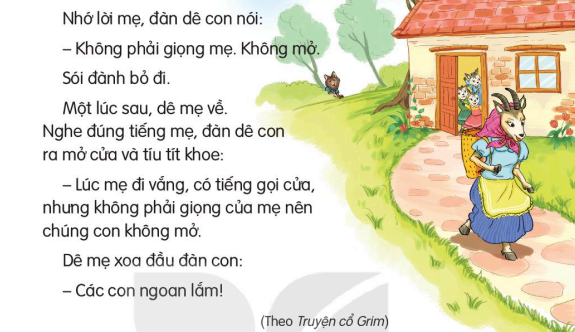 Nhớ lời mẹ, đàn dê con nói:
– Không phải giọng mẹ. Không mở.
Sói đành bỏ đi.
Một lúc sau, dê mẹ về.
Nghe đúng tiếng mẹ, đàn dê con
ra mở cửa và tíu tít khoe:
– Lúc mẹ đi vắng, có tiếng gọi cửa,
nhưng không phải giọng của mẹ nên
chúng con không mở.
Dê mẹ xoa đầu đàn con:
– Các con ngoan lắm!
(Theo Truyện cổ Grim)